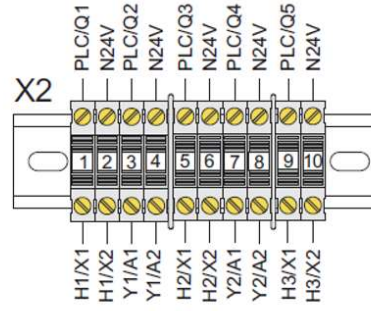 PLC/Q1
N24V
PLC/Q2
N24V
PLC/Q3
N24V
PLC/Q4
N24V
PLC/Q5
N24V
X2
1 2 3 4 5 6 7 8 9 10
H1/X1
H1/X2
Y1/A1
Y1/A2
H2/X1
H2/X2
Y2/A1
Y2/A2
H3/X1
H3/X2